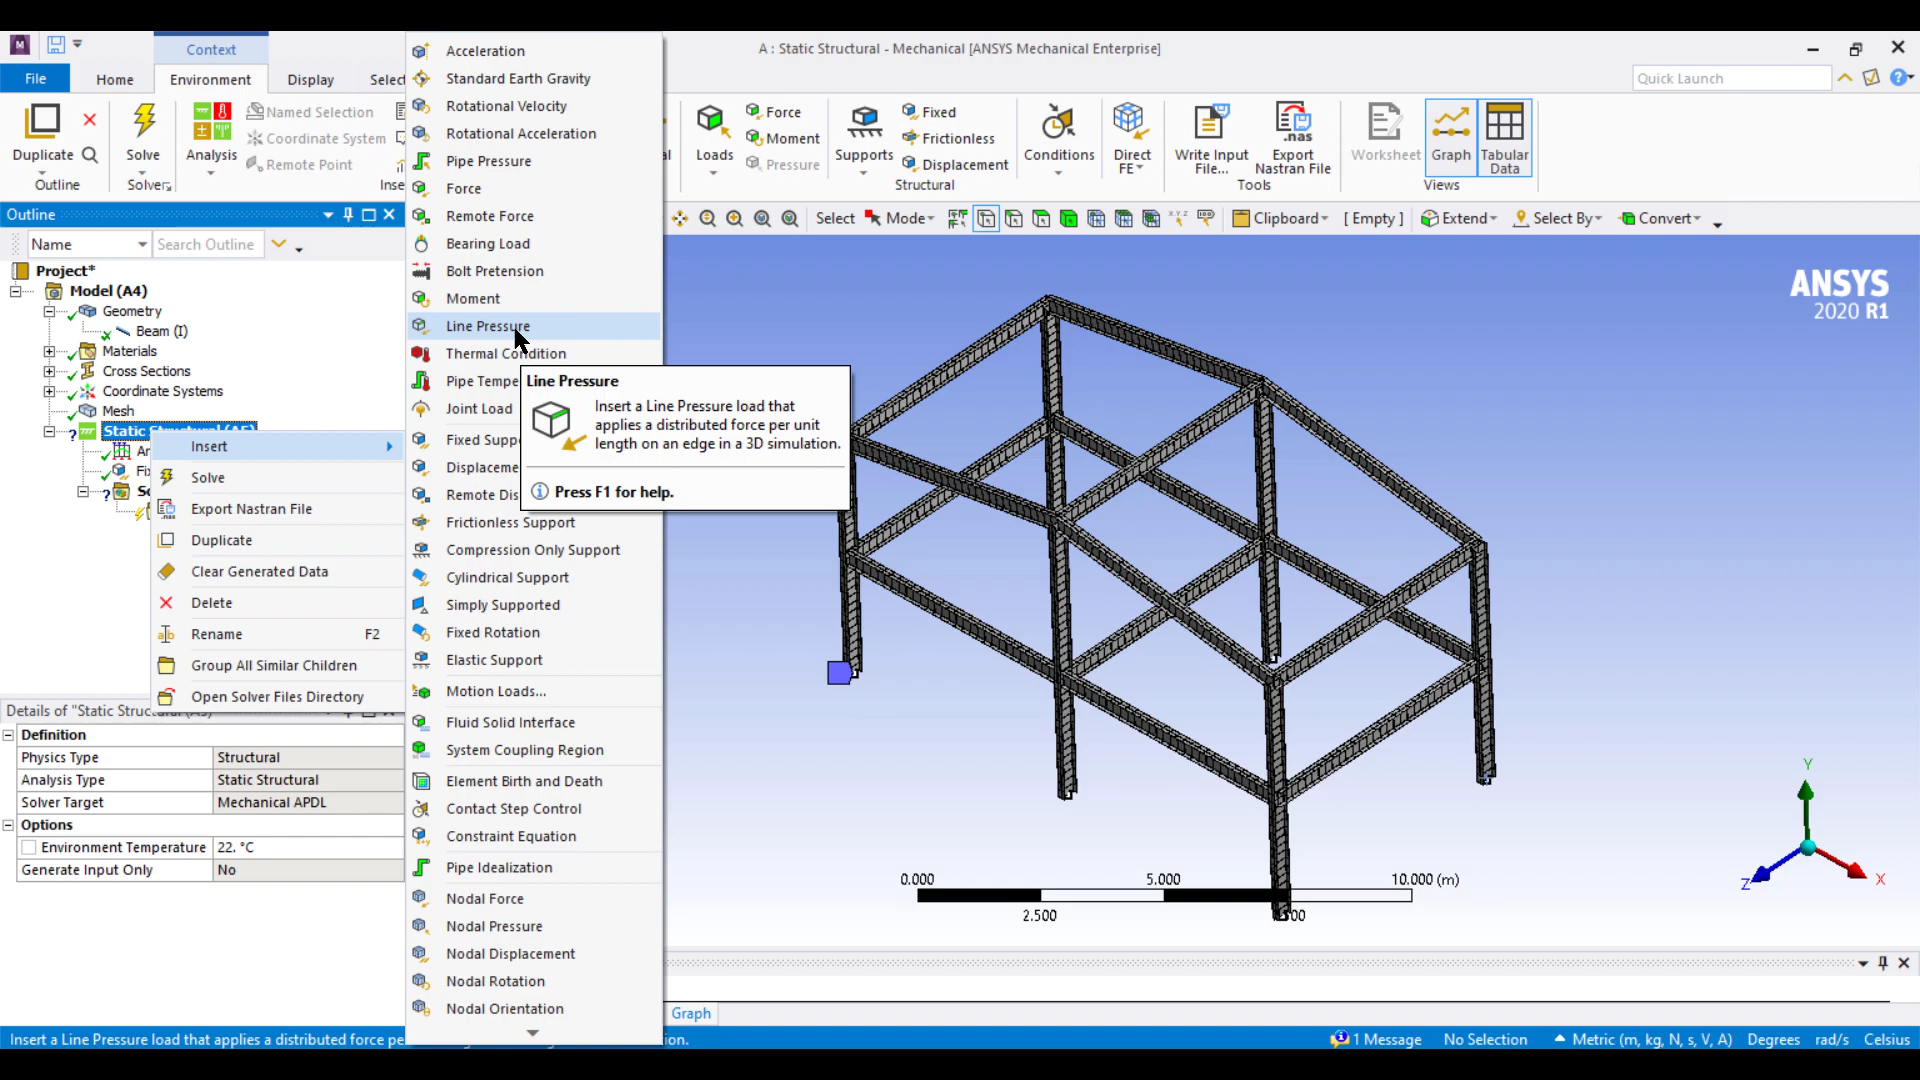 Context
A : Static Structural - Mechanical [ANSYS Mechanical Enterprise]
File
Home
Environment
Display
Select
Quick Launch
Duplicate
Outline
Solve
Solver
Analysis
Named Selection
Coordinate System
Remote Point
Inse
Loads
Force
Moment
Pressure
Supports
Fixed
Frictionless
Displacement
Structural
Conditions
Direct
FE
Write Input
File...
Export
Nastran File
Tools
Worksheet
Graph
Tabular
Data
Views
Outline
Name
Search Outline
Select
Mode
Clipboard
[ Empty ]
Extend
Select By
Convert
Project*
Model (A4)
Geometry
Beam (I)
Materials
Cross Sections
Coordinate Systems
Mesh
Static Structural (A5)
Insert
Solve
Export Nastran File
Duplicate
Clear Generated Data
Delete
Rename F2
Group All Similar Children
Open Solver Files Directory
Acceleration
Standard Earth Gravity
Rotational Velocity
Rotational Acceleration
Pipe Pressure
Force
Remote Force
Bearing Load
Bolt Pretension
Moment
Line Pressure
Thermal Condition
Pipe Tempe
Joint Load
Fixed Suppo
Displaceme
Remote Dis
Frictionless Support
Compression Only Support
Cylindrical Support
Simply Supported
Fixed Rotation
Elastic Support
Motion Loads...
Fluid Solid Interface
System Coupling Region
Element Birth and Death
Contact Step Control
Constraint Equation
Pipe Idealization
Nodal Force
Nodal Pressure
Nodal Displacement
Nodal Rotation
Nodal Orientation
Line Pressure
Insert a Line Pressure load that
applies a distributed force per unit
length on an edge in a 3D simulation.
Press F1 for help.
ANSYS
2020 R1
0.000 5.000 10.000 (m)
2.500
Y
Z
X
Details of "Static Structural (A5)"
Definition
Physics Type Structural
Analysis Type Static Structural
Solver Target Mechanical APDL
Options
Environment Temperature 22. °C
Generate Input Only No
Graph
Insert a Line Pressure load that applies a distributed force pe
1 Message
No Selection
Metric (m, kg, N, s, V, A)
Degrees
rad/s
Celsius